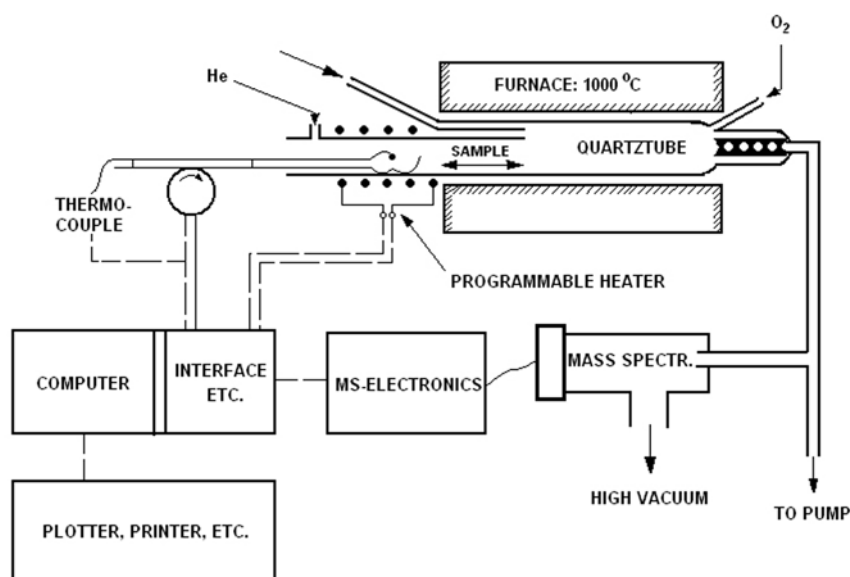 O2
He
FURNACE: 1000 °C
SAMPLE
QUARTZTUBE
THERMO-
COUPLE
PROGRAMMABLE HEATER
COMPUTER
INTERFACE
ETC.
MS-ELECTRONICS
MASS SPECTR.
HIGH VACUUM
TO PUMP
PLOTTER, PRINTER, ETC.